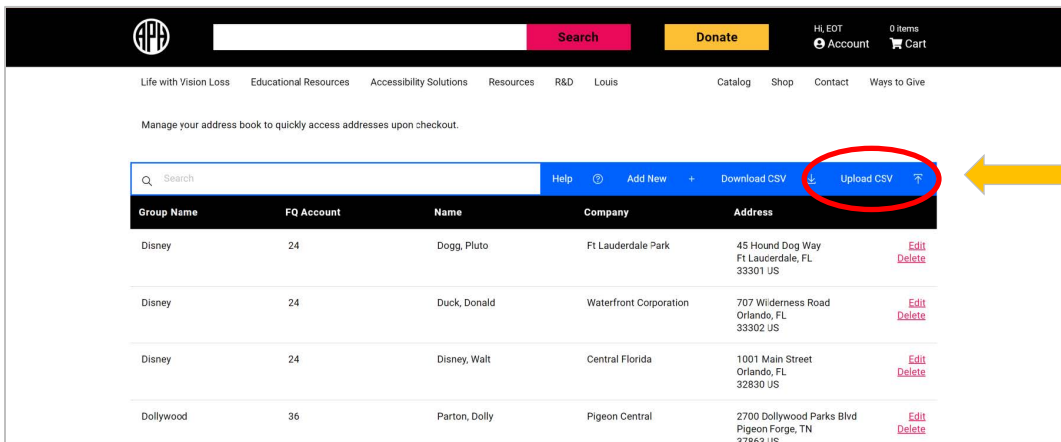 APH
Search
Donate
Hi, EOT
Account
0 items
Cart
Life with Vision Loss Educational Resources Accessibility Solutions Resources R&D Louis Catalog Shop Contact Ways to Give
Manage your address book to quickly access addresses upon checkout.
Search Help ? Add New + Download CSV Upload CSV
Group Name FQ Account Name Company Address
Disney 24 Dogg, Pluto Ft Lauderdale Park 45 Hound Dog Way Edit
Ft Lauderdale, FL Delete
33301 US
Disney 24 Duck, Donald Waterfront Corporation 707 Wilderness Road Edit
Orlando, FL Delete
33302 US
Disney 24 Disney, Walt Central Florida 1001 Main Street Edit
Orlando, FL Delete
32830 US
Dollywood 36 Parton, Dolly Pigeon Central 2700 Dollywood Parks Blvd Edit
Pigeon Forge, TN Delete
37863 US